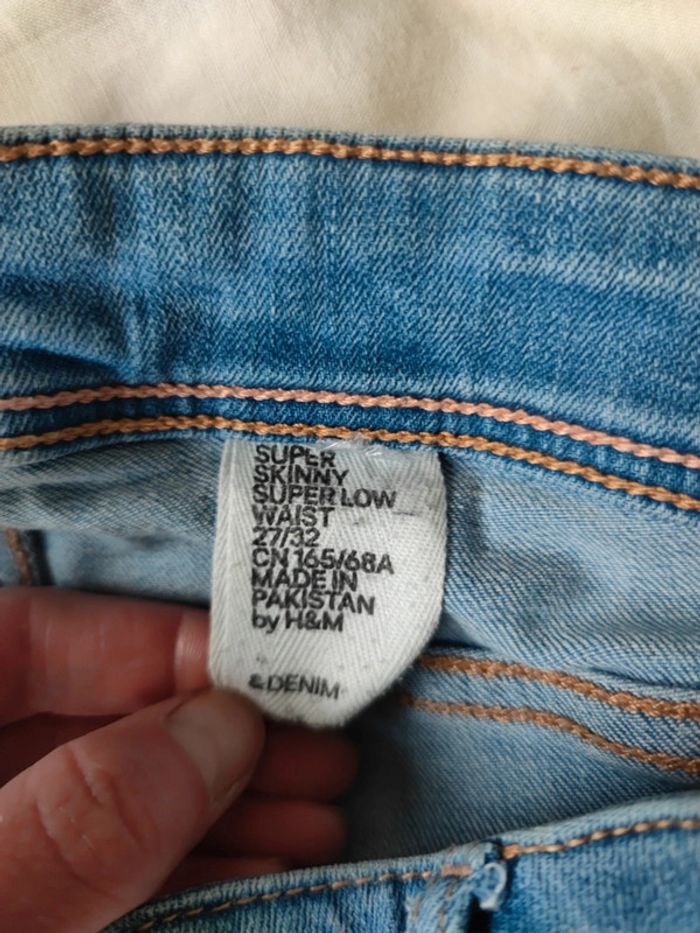 SUPER
SKINNY
SUPER LOW
WAIST
27/32
CN 165/68A
MADE IN
PAKISTAN
by H&M
& DENIM